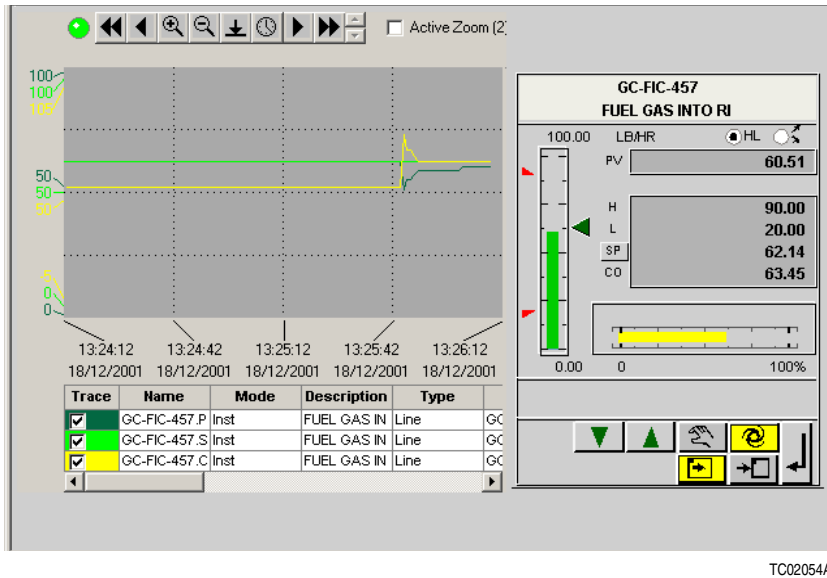 Active Zoom (2)
100
100
105
50
50
50
-5
0
0
13:24:12 13:24:42 13:25:12 13:25:42 13:26:12
18/12/2001 18/12/2001 18/12/2001 18/12/2001 18/12/2001
Trace Name Mode Description Type
GC-FIC-457.P Inst FUEL GAS IN Line GC
GC-FIC-457.S Inst FUEL GAS IN Line GC
GC-FIC-457.C Inst FUEL GAS IN Line GC
GC-FIC-457
FUEL GAS INTO RI
100.00 LB/HR HL
PV 60.51
H 90.00
L 20.00
SP 62.14
CO 63.45
0.00 0 100%
TC02054A